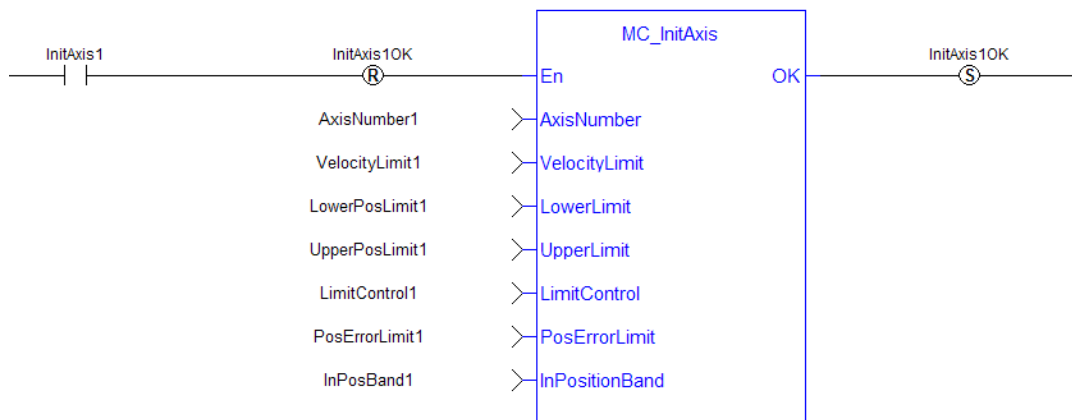 MC_InitAxis
InitAxis1
InitAxis1OK
InitAxis1OK
R
En
OK
S
AxisNumber1
AxisNumber
VelocityLimit1
VelocityLimit
LowerPosLimit1
LowerLimit
UpperPosLimit1
UpperLimit
LimitControl1
LimitControl
PosErrorLimit1
PosErrorLimit
InPosBand1
InPositionBand